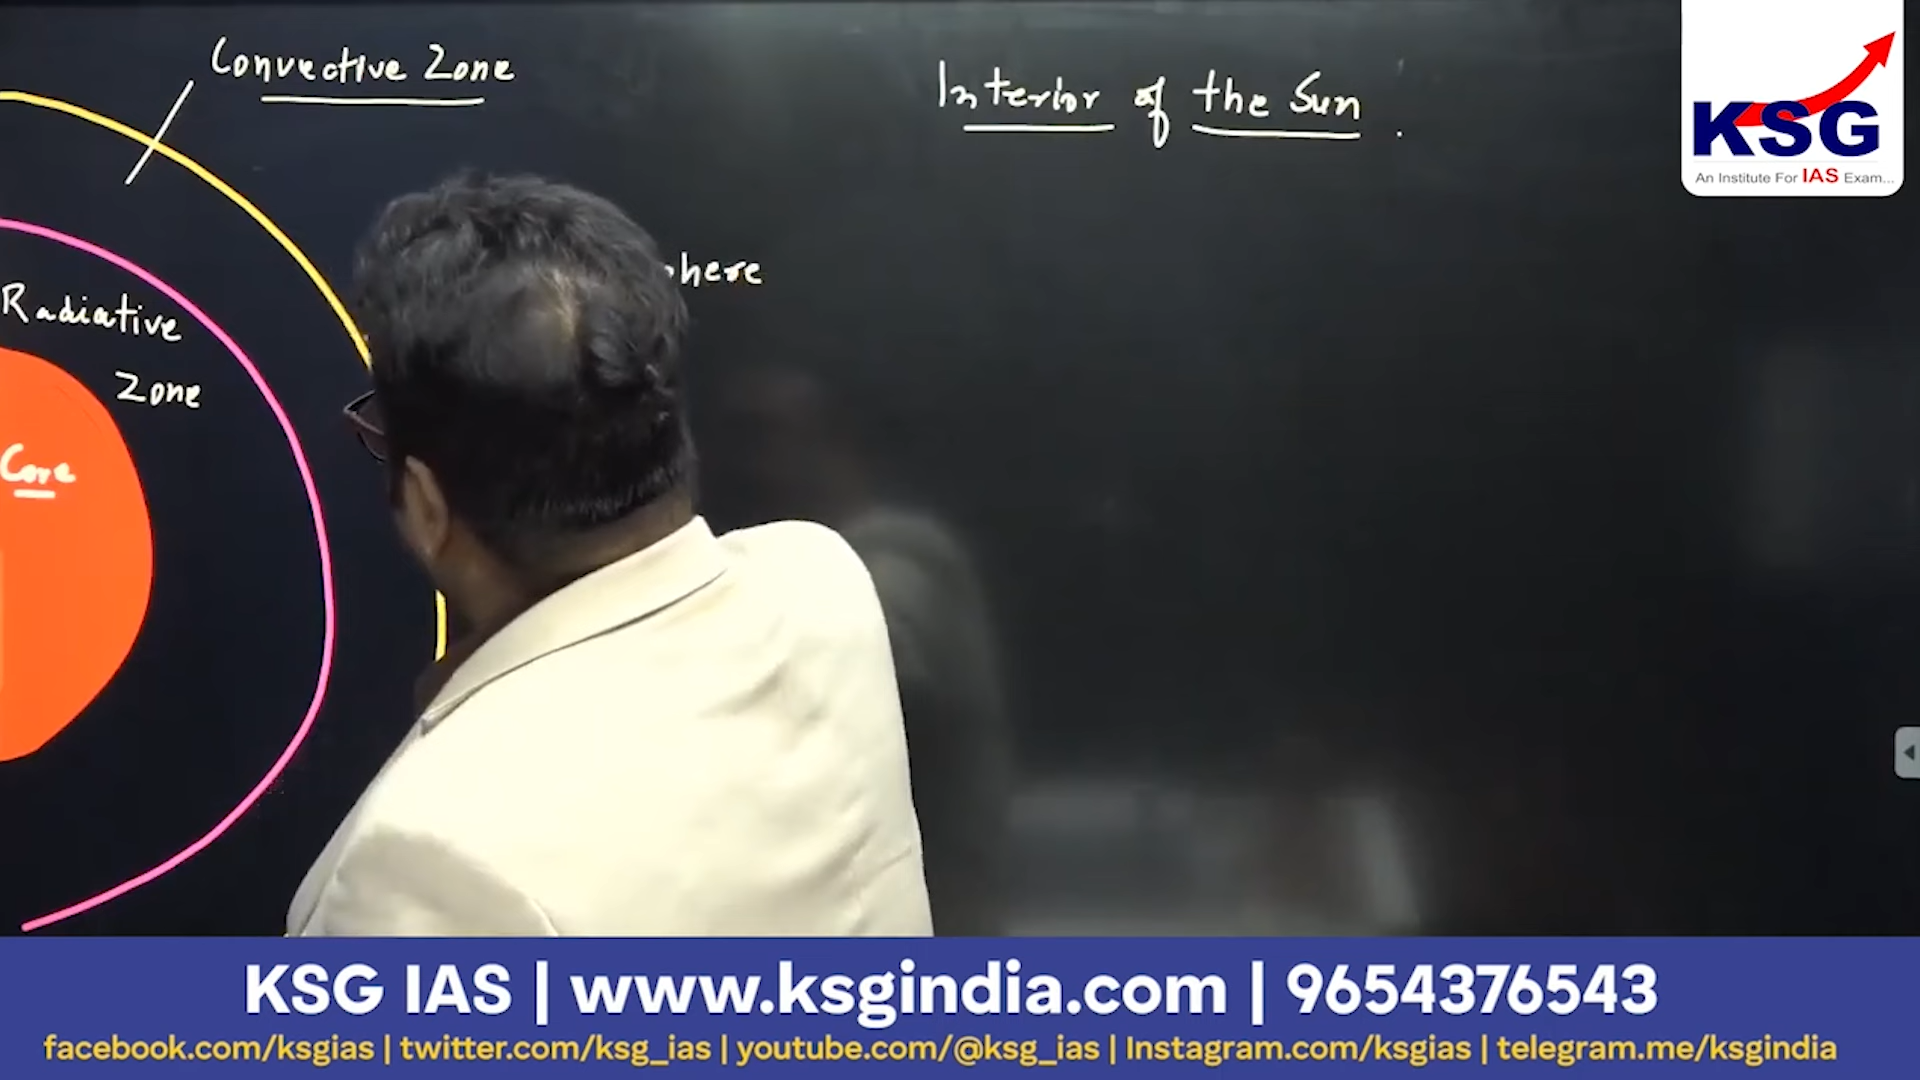 Convective Zone
Interior of the Sun.
KSG
An Institute For IAS Exam...
Radiative
Zone
Core
KSG IAS | www.ksgindia.com | 9654376543
facebook.com/ksgias | twitter.com/ksg_ias | youtube.com/@ksg_ias | Instagram.com/ksgias | telegram.me/ksgindia